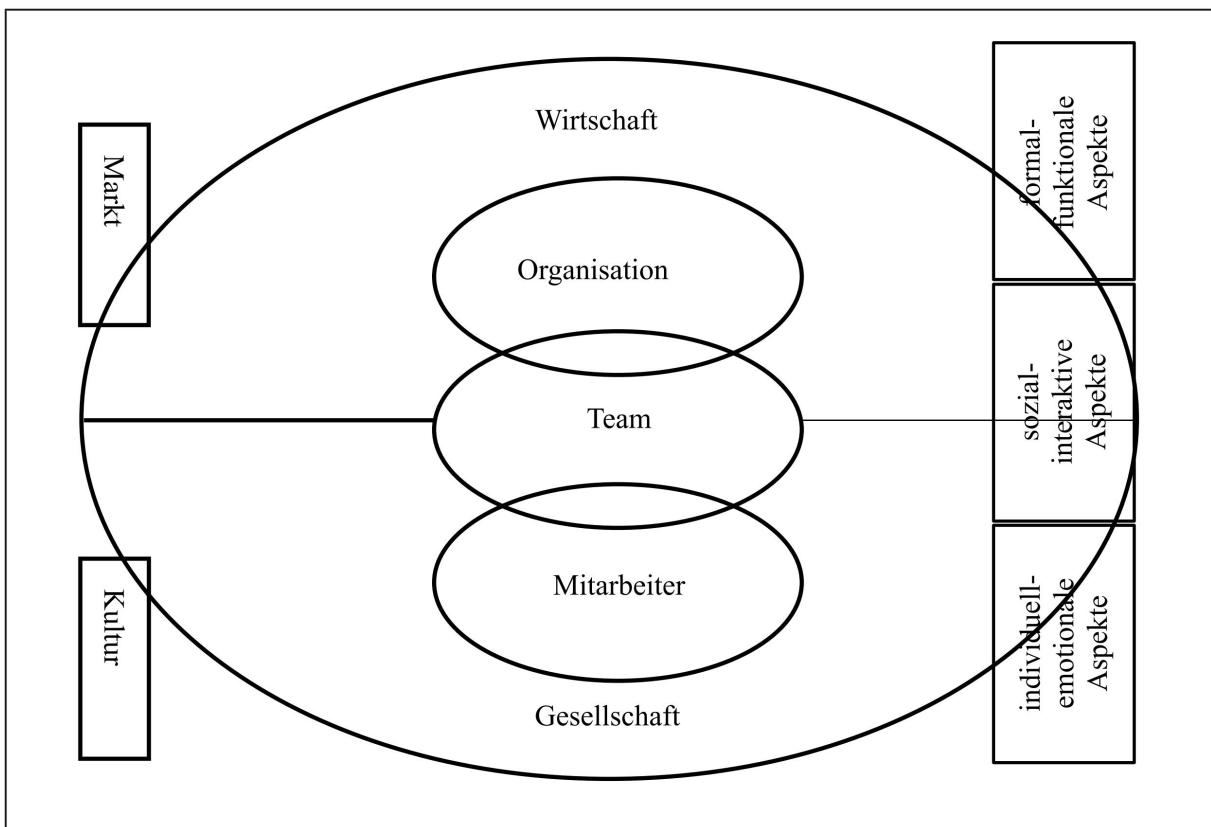 Wirtschaft
Organisation
Team
Mitarbeiter
Gesellschaft
Markt
Kultur
formal-
funktionale
Aspekte
sozial-
interaktive
Aspekte
individuell-
emotionale
Aspekte